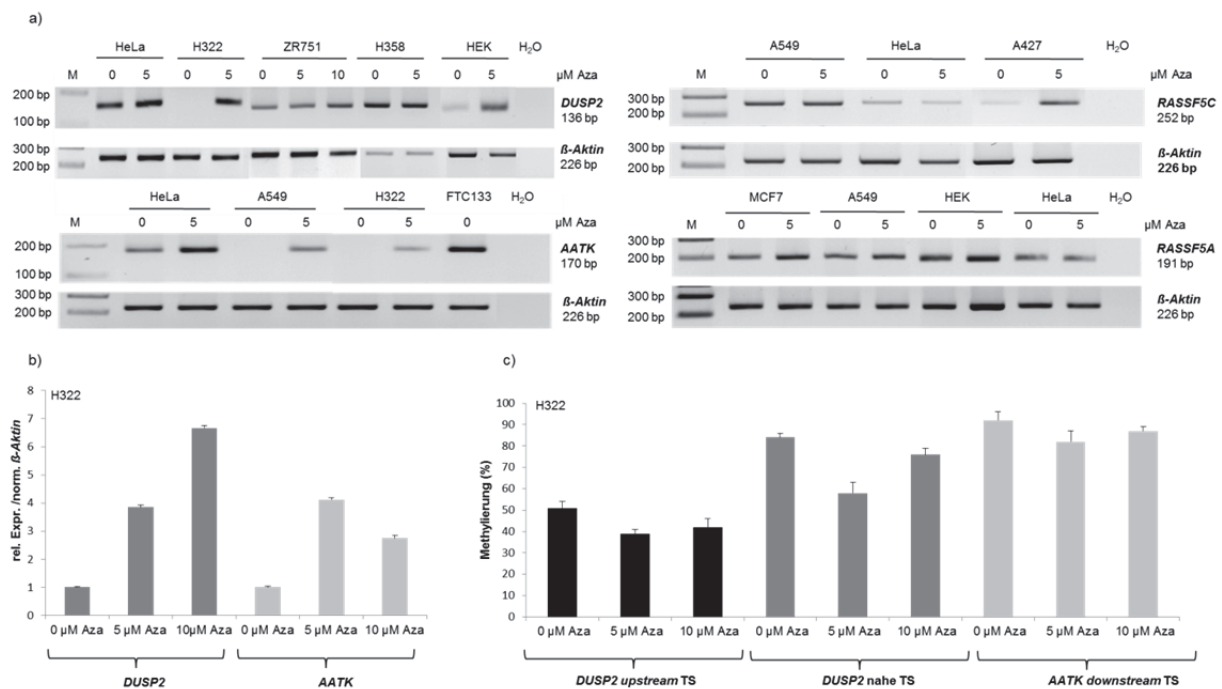 a)
HeLa H322 ZR751 H358 HEK H2O
M 0 5 0 5 0 5 10 0 5 0 5 µM Aza
200 bp
100 bp
DUSP2
136 bp
300 bp
200 bp
ß-Aktin
226 bp
HeLa A549 H322 FTC133 H2O
M 0 5 0 5 0 5 0 µM Aza
200 bp
100 bp
AATK
170 bp
300 bp
200 bp
ß-Aktin
226 bp
A549 HeLa A427 H2O
M 0 5 0 5 0 5 µM Aza
300 bp
200 bp
RASSF5C
252 bp
300 bp
200 bp
ß-Aktin
226 bp
MCF7 A549 HEK HeLa H2O
M 0 5 0 5 0 5 0 5 µM Aza
300 bp
200 bp
RASSF5A
191 bp
300 bp
200 bp
ß-Aktin
226 bp
b)
H322
rel. Expr. /norm. ß-Aktin
8
7
6
5
4
3
2
1
0
0 µM Aza 5 µM Aza 10µM Aza 0 µM Aza 5 µM Aza 10 µM Aza
DUSP2 AATK
c)
H322
Methylierung (%)
100
90
80
70
60
50
40
30
20
10
0
0 µM Aza 5 µM Aza 10 µM Aza 0 µM Aza 5 µM Aza 10 µM Aza 0 µM Aza 5 µM Aza 10 µM Aza
DUSP2 upstream TS DUSP2 nahe TS AATK downstream TS